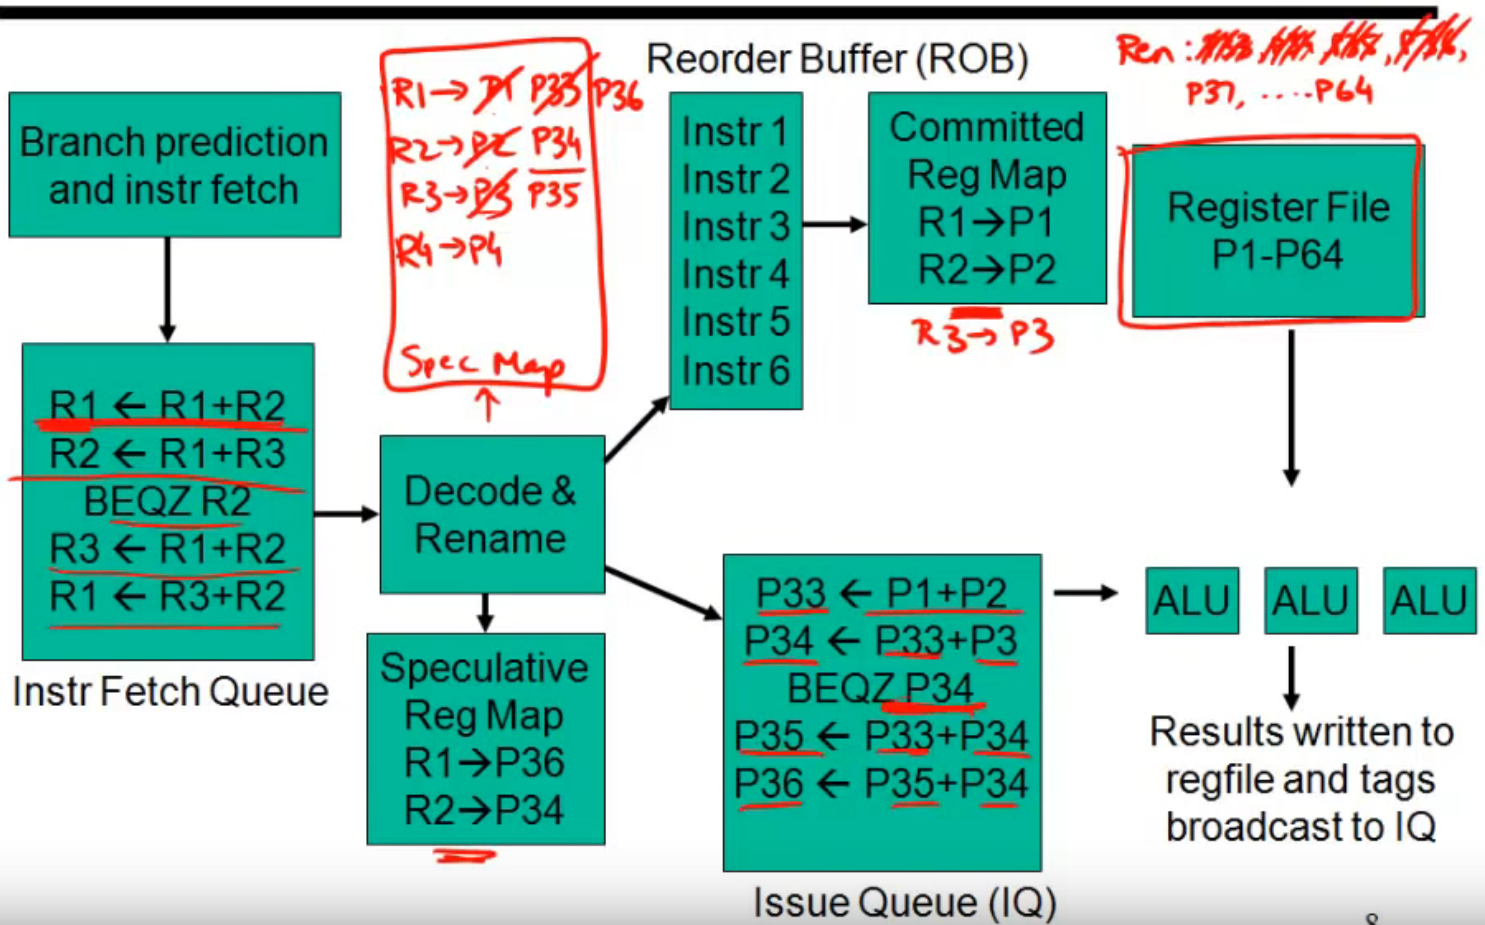 Reorder Buffer (ROB)
Ren : P37, .... P64
Branch prediction
and instr fetch
R1 → P1 P33 P36
R2 → P2 P34
R3 → P3 P35
R4 → P4
Spec Map
Instr 1
Instr 2
Instr 3
Instr 4
Instr 5
Instr 6
Committed
Reg Map
R1→P1
R2→P2
R3 → P3
Register File
P1-P64
R1 ← R1+R2
R2 ← R1+R3
BEQZ R2
R3 ← R1+R2
R1 ← R3+R2
Instr Fetch Queue
Decode &
Rename
Speculative
Reg Map
R1→P36
R2→P34
P33 ← P1+P2
P34 ← P33+P3
BEQZ P34
P35 ← P33+P34
P36 ← P35+P34
Issue Queue (IQ)
ALU ALU ALU
Results written to
regfile and tags
broadcast to IQ